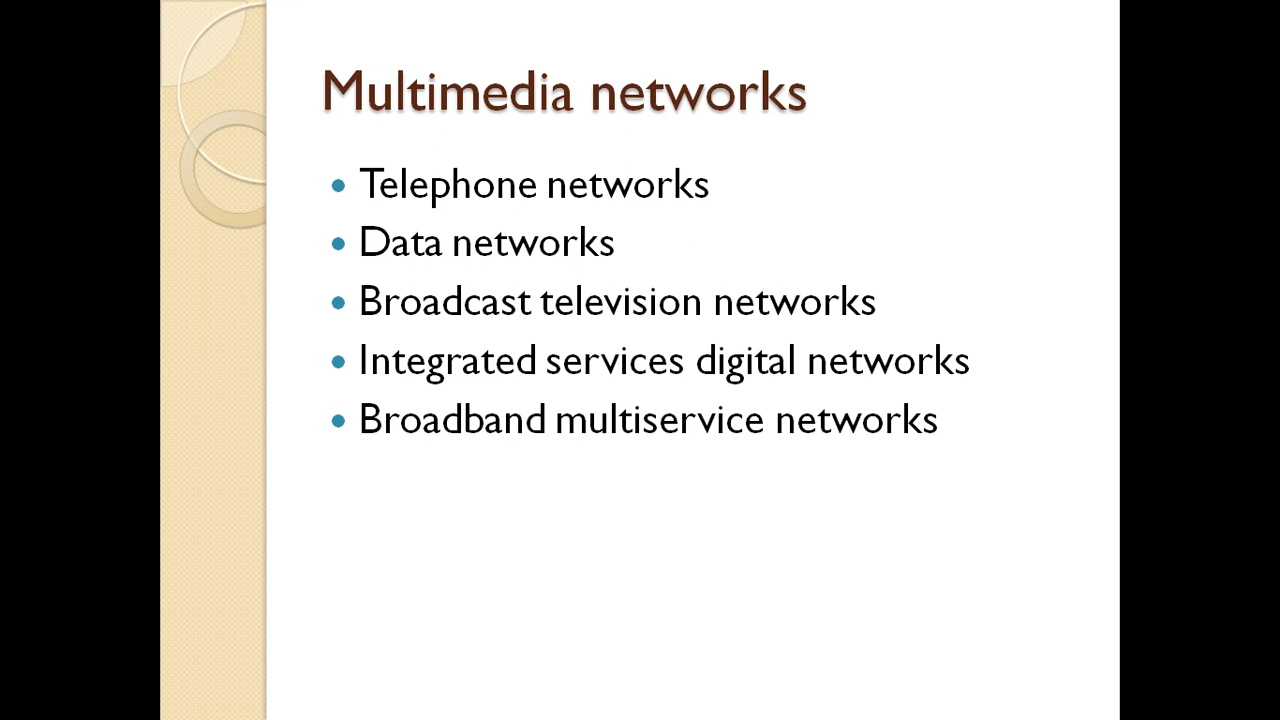 Multimedia networks
Telephone networks
Data networks
Broadcast television networks
Integrated services digital networks
Broadband multiservice networks